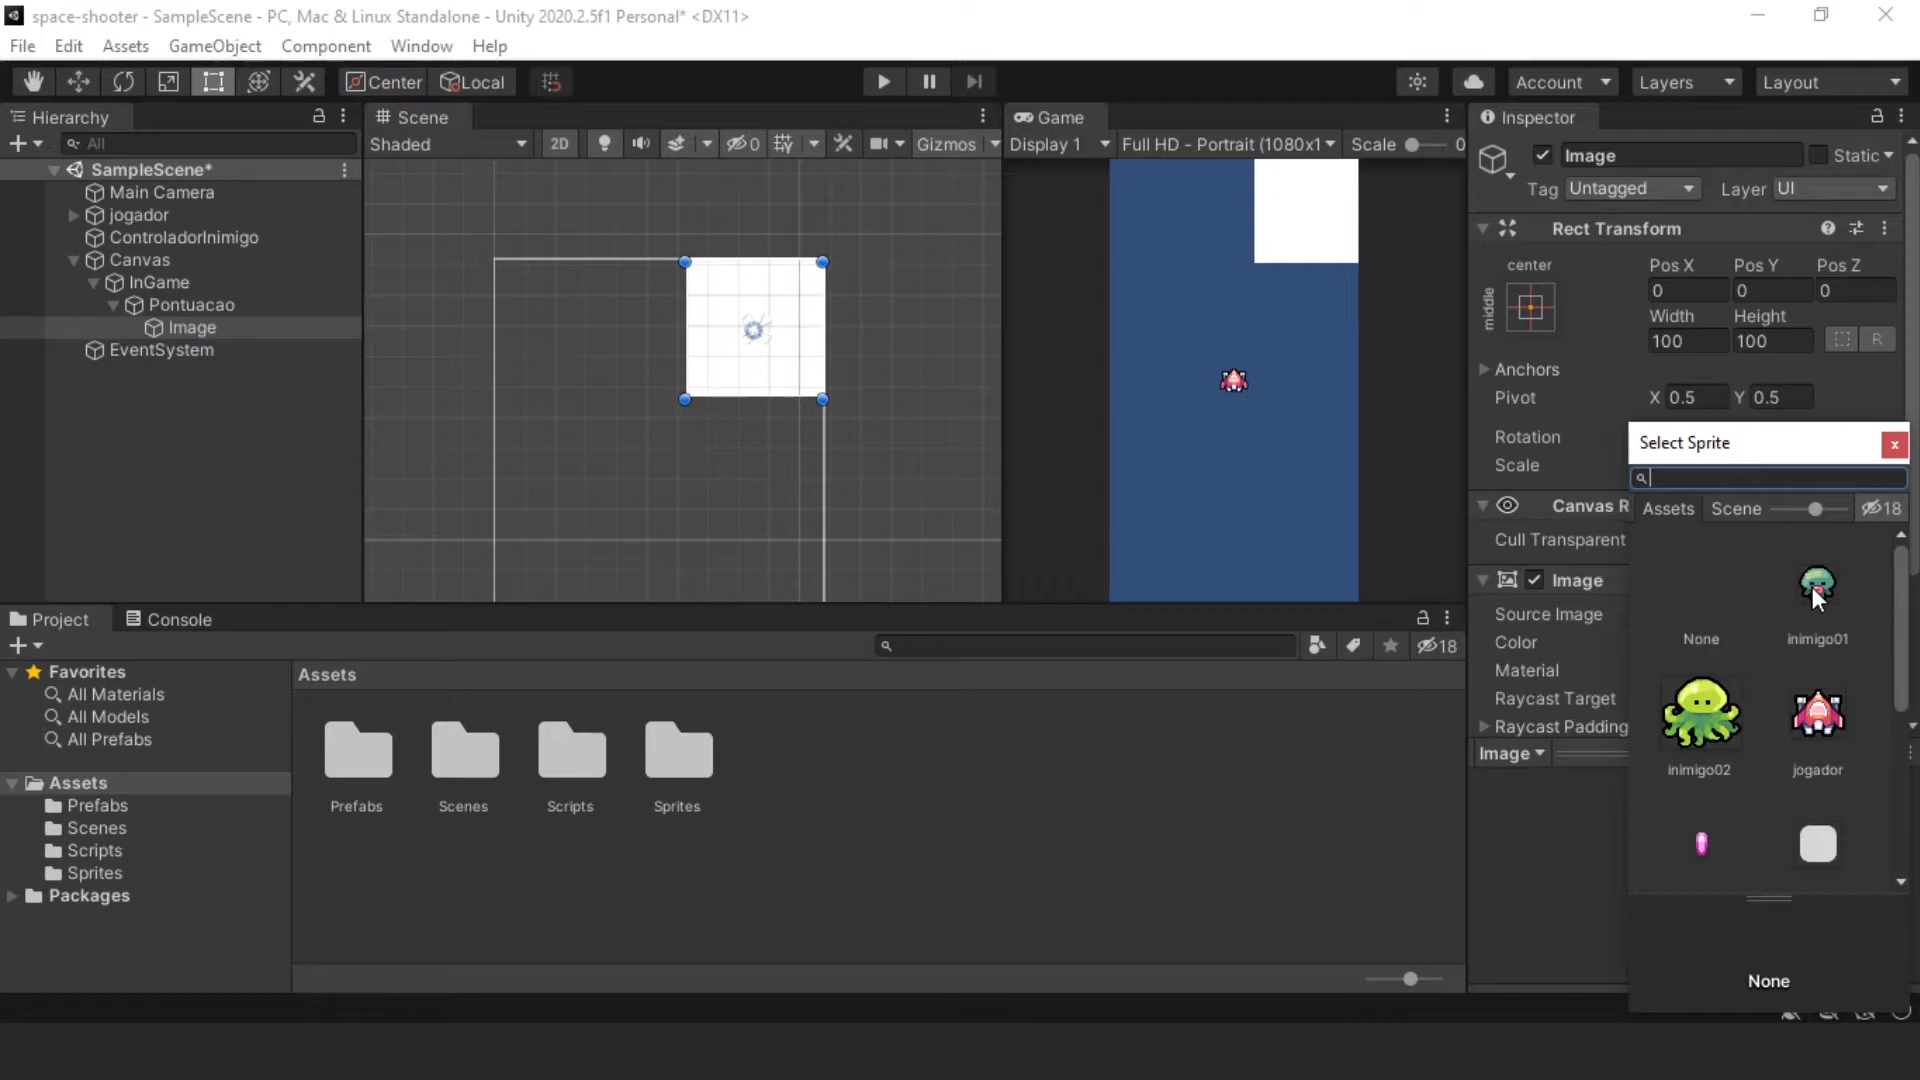 space-shooter - SampleScene - PC, Mac & Linux Standalone - Unity 2020.2.5f1 Personal* <DX11>
File Edit Assets GameObject Component Window Help
Center Local Account Layers Layout
Hierarchy
All
SampleScene*
Main Camera
jogador
ControladorInimigo
Canvas
InGame
Pontuacao
Image
EventSystem
Scene
Shaded 2D 0 Gizmos
Game
Display 1 Full HD - Portrait (1080x1 Scale 0
Inspector
Image Static
Tag Untagged Layer UI
Rect Transform
center
middle
Pos X Pos Y Pos Z
0 0 0
Width Height
100 100 R
Anchors
Pivot X 0.5 Y 0.5
Rotation
Scale
Canvas R
Cull Transparent
Image
Source Image
Color
Material
Raycast Target
Raycast Padding
Image
Select Sprite x
Assets Scene 18
None inimigo01
inimigo02 jogador
None
Project Console
18
Favorites
All Materials
All Models
All Prefabs
Assets
Prefabs
Scenes
Scripts
Sprites
Packages
Assets
Prefabs Scenes Scripts Sprites